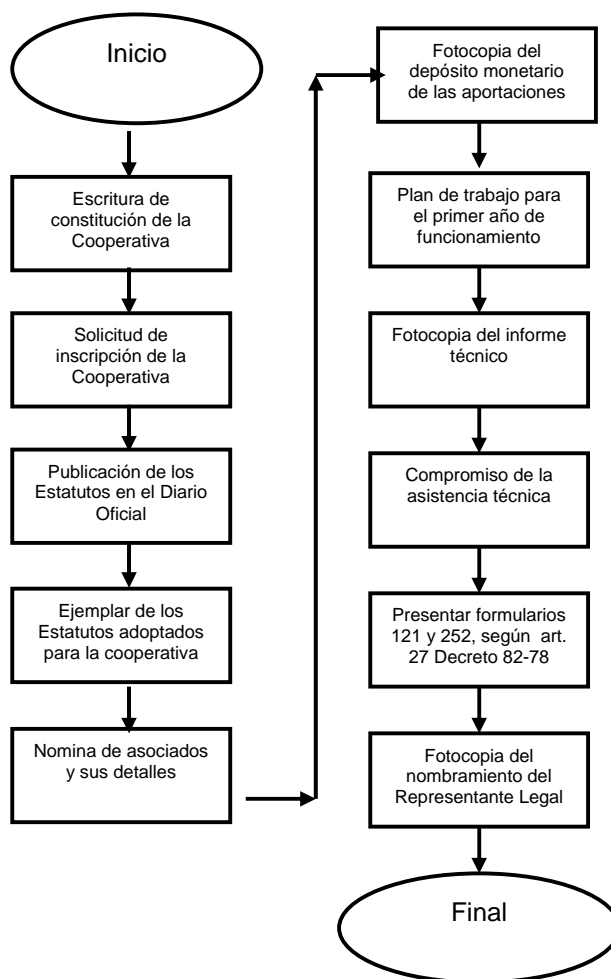 Inicio
Escritura de
constitución de la
Cooperativa
Solicitud de
inscripción de la
Cooperativa
Publicación de los
Estatutos en el Diario
Oficial
Ejemplar de los
Estatutos adoptados
para la cooperativa
Nomina de asociados
y sus detalles
Fotocopia del
depósito monetario
de las aportaciones
Plan de trabajo para
el primer año de
funcionamiento
Fotocopia del informe
técnico
Compromiso de la
asistencia técnica
Presentar formularios
121 y 252, según art.
27 Decreto 82-78
Fotocopia del
nombramiento del
Representante Legal
Final